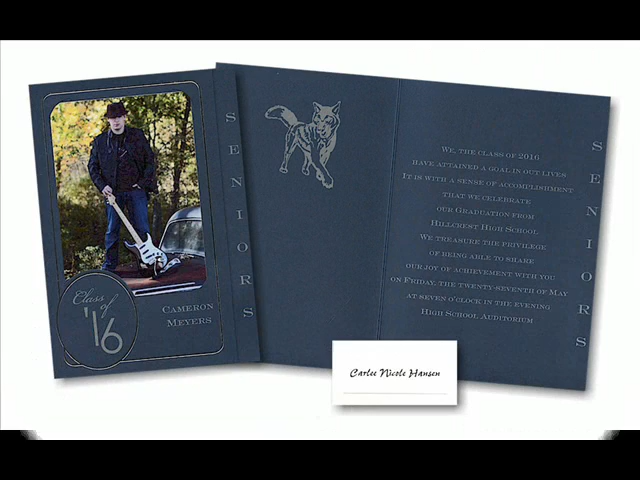 Class of
'16
CAMERON
MEYERS
SENIORS
WE, THE CLASS OF 2016
HAVE ATTAINED A GOAL IN OUT LIVES
IT IS WITH A SENSE OF ACCOMPLISHMENT
THAT WE CELEBRATE
OUR GRADUATION FROM
HILLCREST HIGH SCHOOL
WE TREASURE THE PRIVILEGE
OF BEING ABLE TO SHARE
OUR JOY OF ACHIEVEMENT WITH YOU
ON FRIDAY, THE TWENTY-SEVENTH OF MAY
AT SEVEN O'CLOCK IN THE EVENING
HIGH SCHOOL AUDITORIUM
SENIORS
Carlee Nicole Hansen